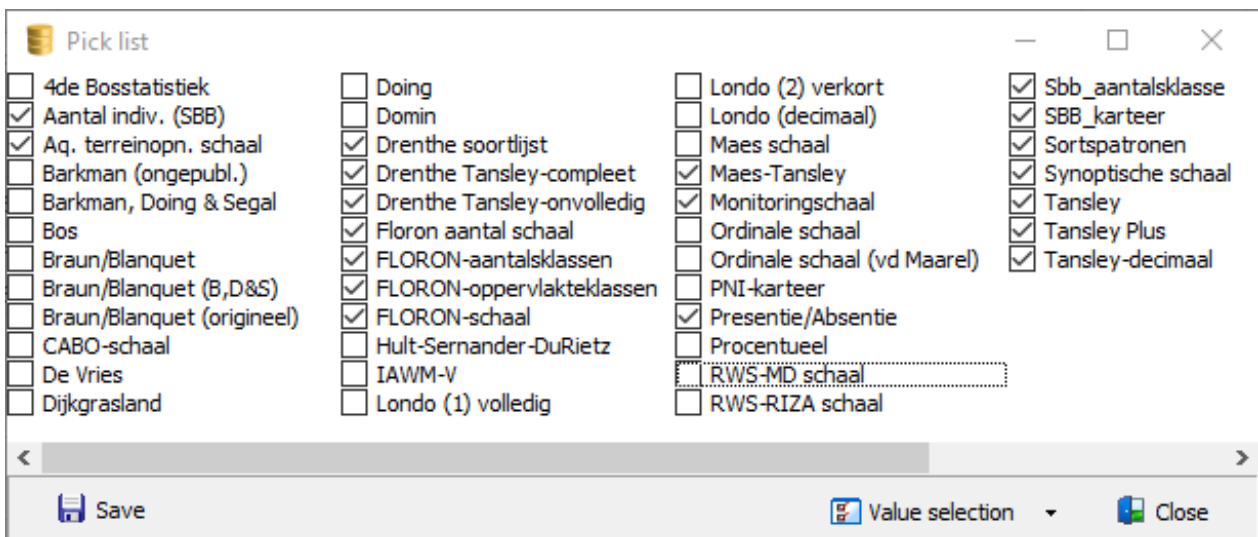 Pick list
4de Bosstatistiek
Aantal indiv. (SBB)
Aq. terreinopn. schaal
Barkman (ongepubl.)
Barkman, Doing & Segal
Bos
Braun/Blanquet
Braun/Blanquet (B,D&S)
Braun/Blanquet (origineel)
CABO-schaal
De Vries
Dijkgrasland
Doing
Domin
Drenthe soortlijst
Drenthe Tansley-compleet
Drenthe Tansley-onvolledig
Floron aantal schaal
FLORON-aantalsklassen
FLORON-oppervlakteklassen
FLORON-schaal
Hult-Sernander-DuRietz
IAWM-V
Londo (1) volledig
Londo (2) verkort
Londo (decimaal)
Maes schaal
Maes-Tansley
Monitoringschaal
Ordinale schaal
Ordinale schaal (vd Maarel)
PNI-karteer
Presentie/Absentie
Procentueel
RWS-MD schaal
RWS-RIZA schaal
Sbb_aantalsklasse
SBB_karteer
Sortspatronen
Synoptische schaal
Tansley
Tansley Plus
Tansley-decimaal
Save
Value selection
Close